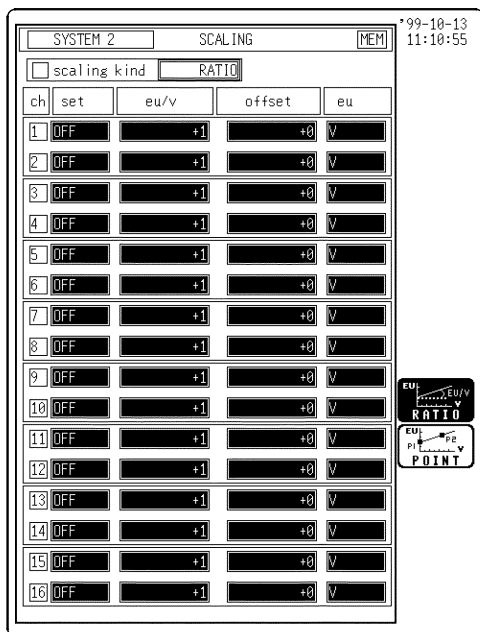 '99-10-13
SYSTEM 2 SCALING MEM 11:10:55
scaling kind RATIO
ch set eu/v offset eu
1 OFF +1 +0 V
2 OFF +1 +0 V
3 OFF +1 +0 V
4 OFF +1 +0 V
5 OFF +1 +0 V
6 OFF +1 +0 V
7 OFF +1 +0 V
8 OFF +1 +0 V
9 OFF +1 +0 V
10 OFF +1 +0 V
11 OFF +1 +0 V
12 OFF +1 +0 V
13 OFF +1 +0 V
14 OFF +1 +0 V
15 OFF +1 +0 V
16 OFF +1 +0 V
EU EU/V
V
RATIO
EU P2
P1 V
POINT